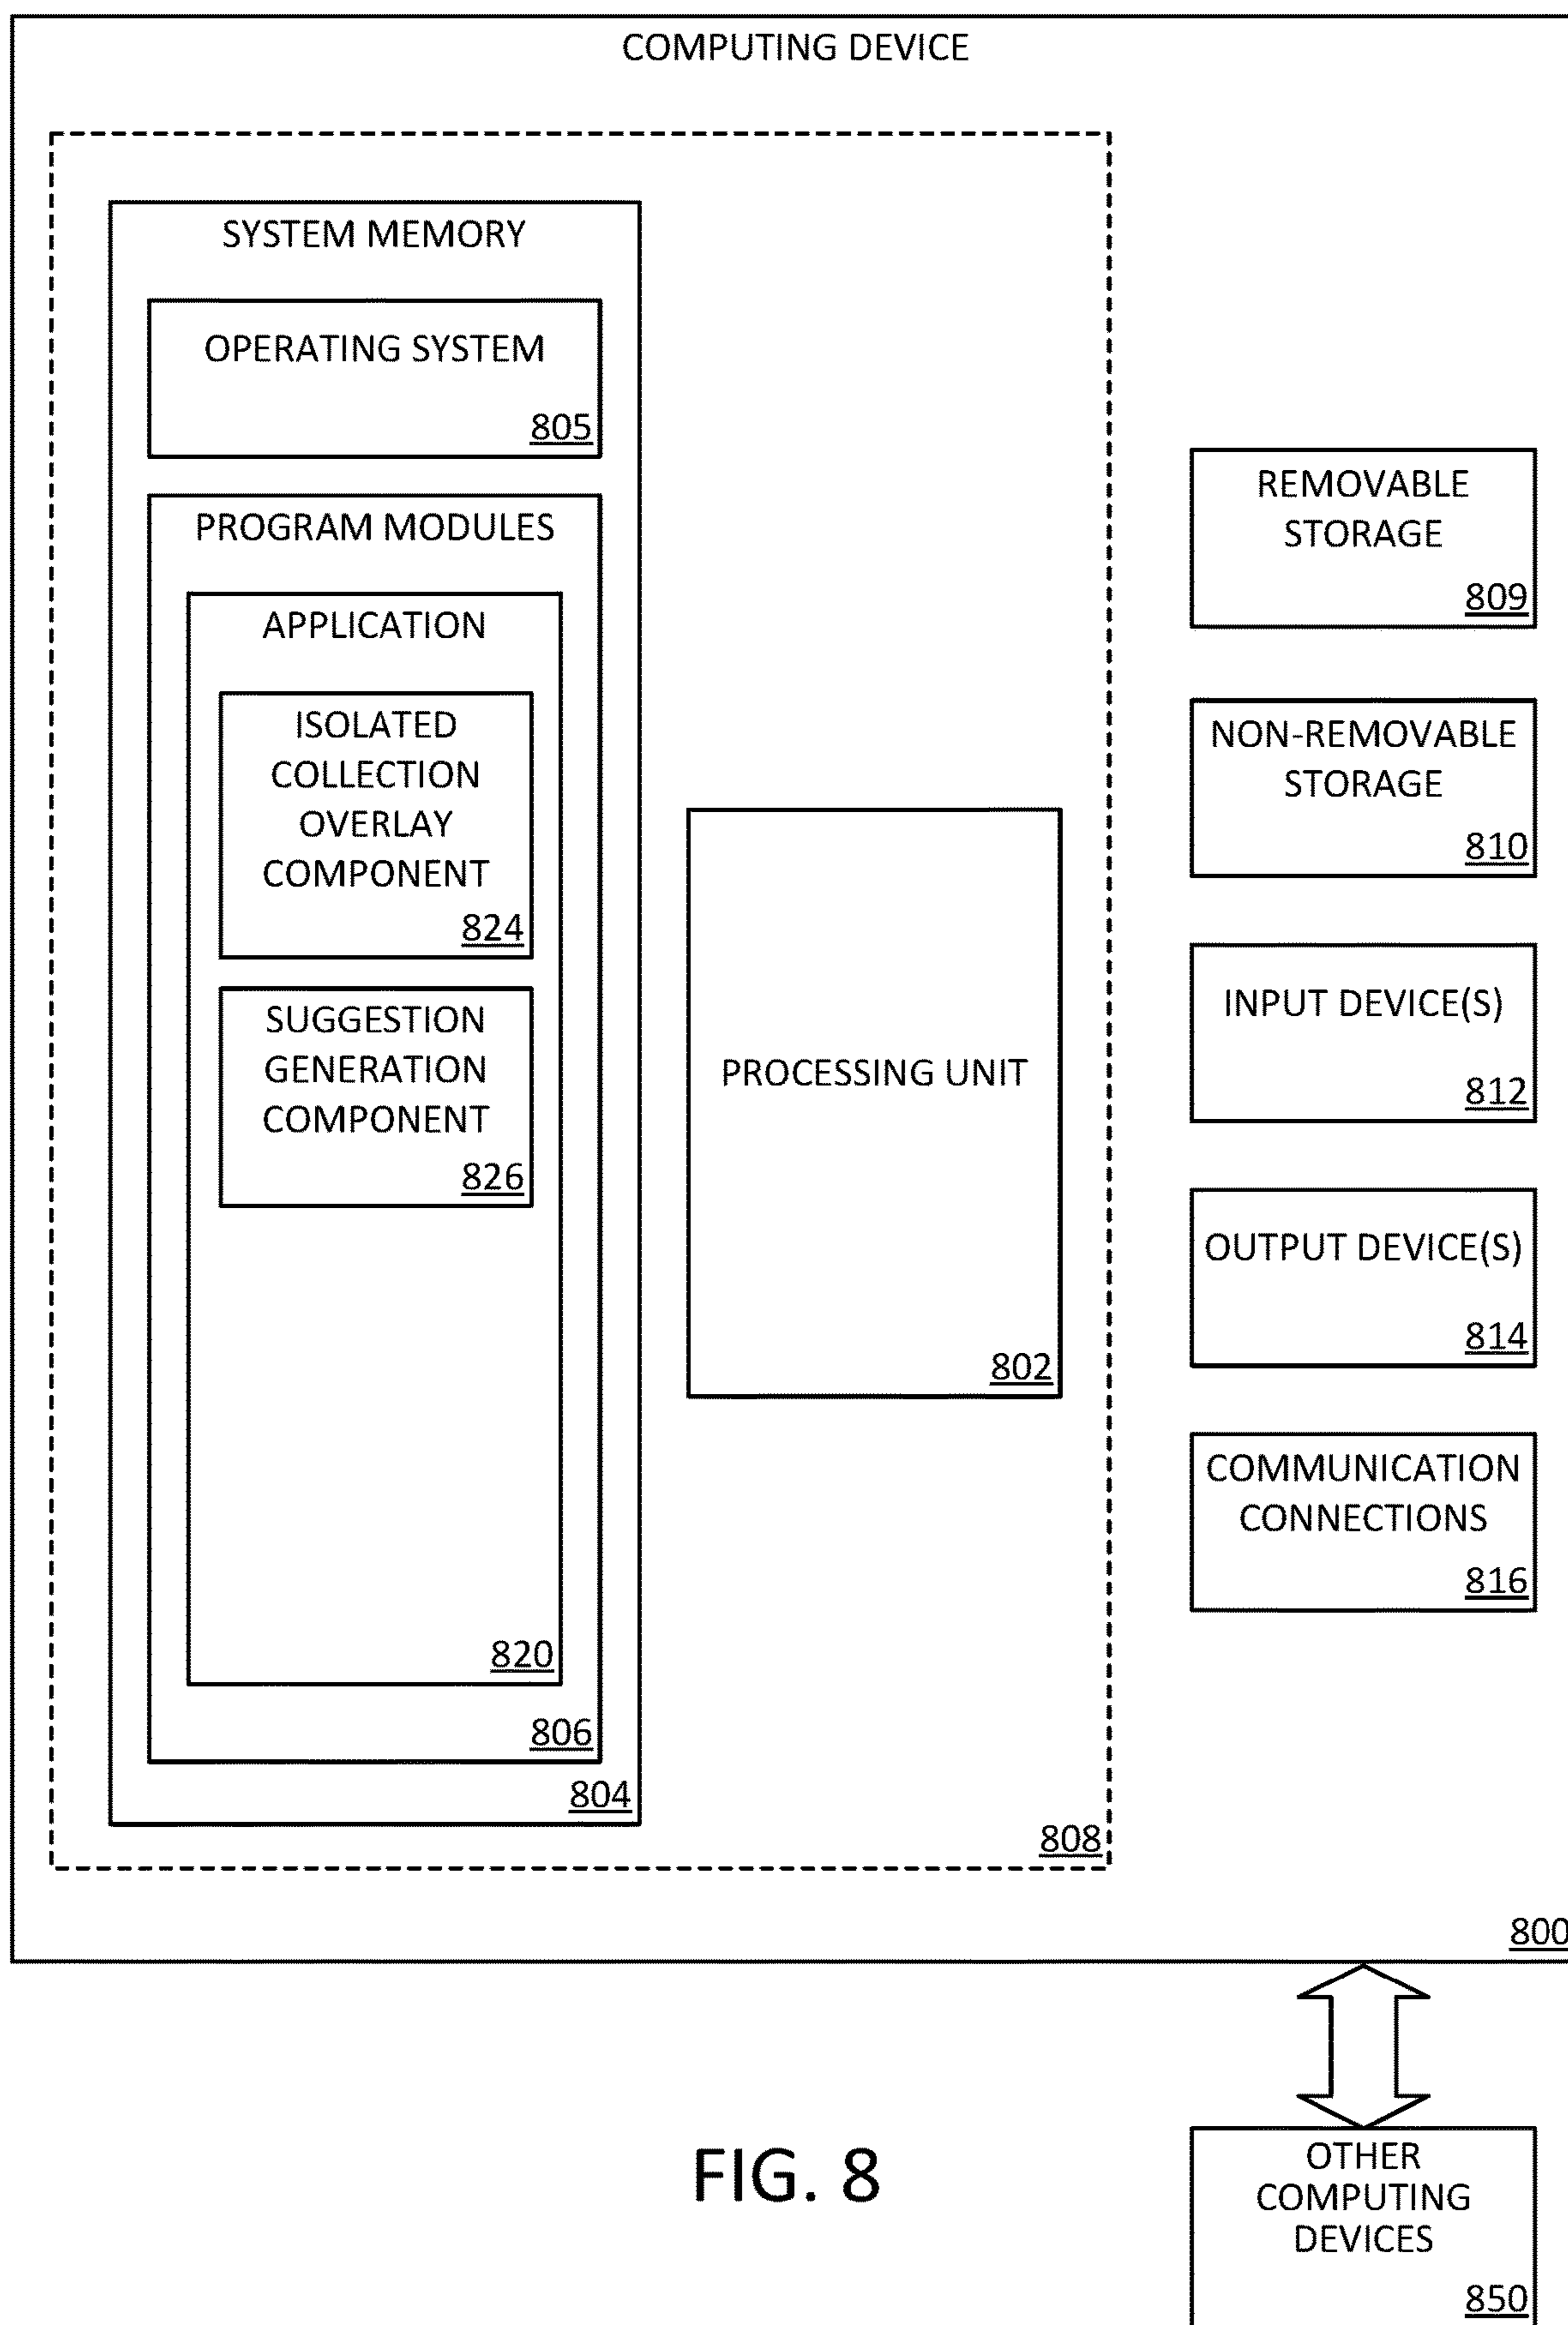 COMPUTING DEVICE
SYSTEM MEMORY
OPERATING SYSTEM
805
PROGRAM MODULES
APPLICATION
ISOLATED
COLLECTION
OVERLAY
COMPONENT
824
SUGGESTION
GENERATION
COMPONENT
826
820
806
804
PROCESSING UNIT
802
808
REMOVABLE
STORAGE
809
NON-REMOVABLE
STORAGE
810
INPUT DEVICE(S)
812
OUTPUT DEVICE(S)
814
COMMUNICATION
CONNECTIONS
816
800
OTHER
COMPUTING
DEVICES
850
FIG. 8